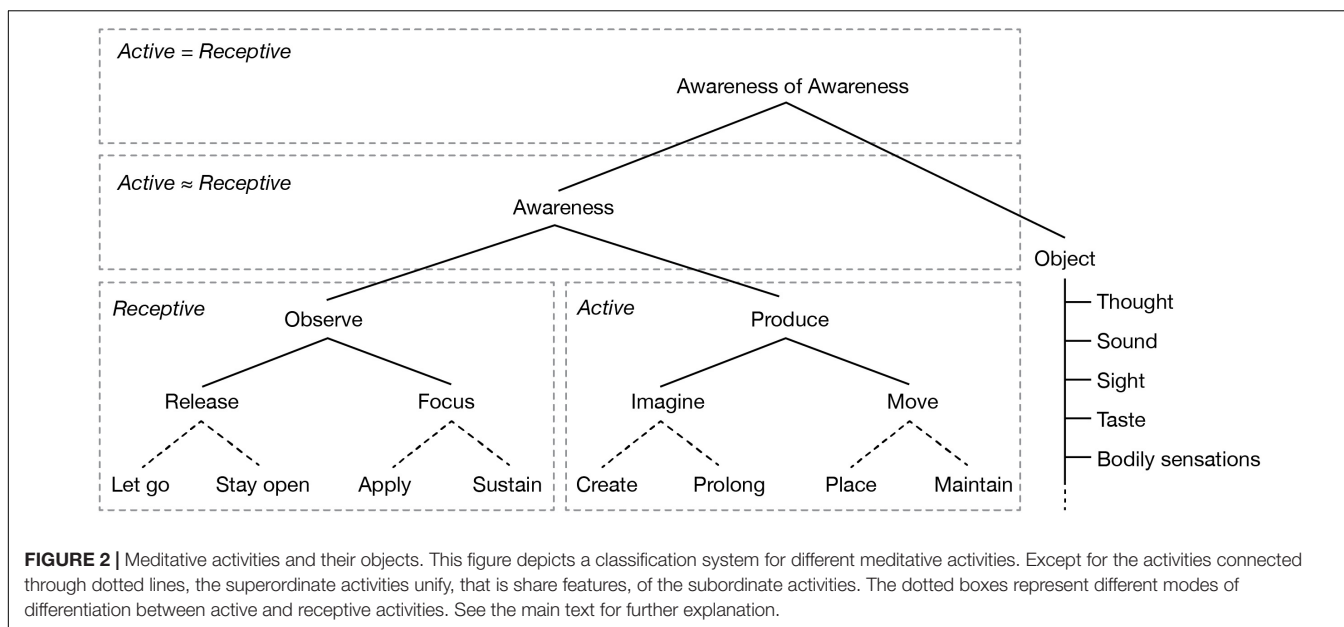 Active = Receptive
Awareness of Awareness
Active ≈ Receptive
Awareness
Object
Thought
Sound
Sight
Taste
Bodily sensations
Receptive
Observe
Active
Produce
Release
Focus
Imagine
Move
Let go
Stay open
Apply
Sustain
Create
Prolong
Place
Maintain
FIGURE 2 | Meditative activities and their objects. This figure depicts a classification system for different meditative activities. Except for the activities connected
through dotted lines, the superordinate activities unify, that is share features, of the subordinate activities. The dotted boxes represent different modes of
differentiation between active and receptive activities. See the main text for further explanation.